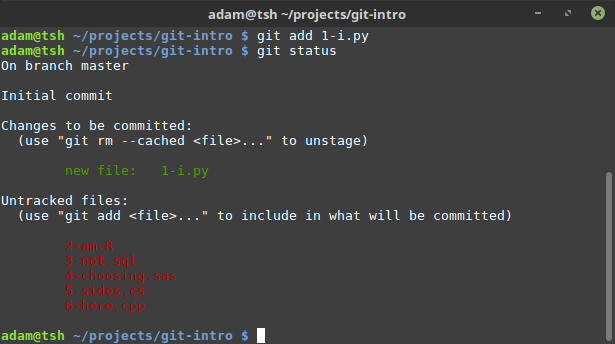 adam@tsh ~/projects/git-intro
adam@tsh ~/projects/git-intro $ git add 1-i.py
adam@tsh ~/projects/git-intro $ git status
On branch master
Initial commit
Changes to be committed:
(use "git rm --cached <file>..." to unstage)
new file: 1-i.py
Untracked files:
(use "git add <file>..." to include in what will be committed)
2-am.R
3-not.sql
4-choosing.sas
5-sides.cs
6-here.cpp
adam@tsh ~/projects/git-intro $